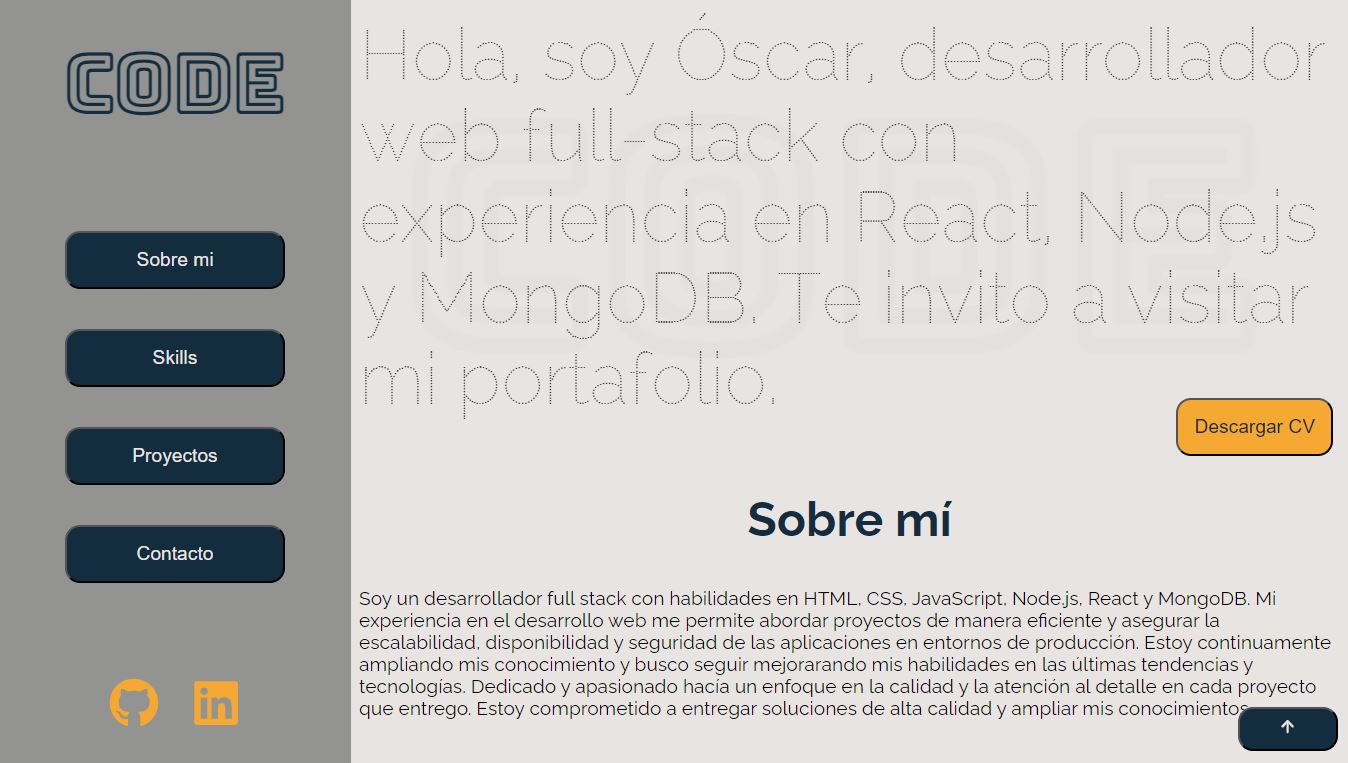 CODE
Sobre mi
Skills
Proyectos
Contacto
in
CODE
Hola, soy Óscar, desarrollador
web full-stack con
experiencia en React, Node.js
y MongoDB. Te invito a visitar
mi portafolio.
Descargar CV
Sobre mí
Soy un desarrollador full stack con habilidades en HTML, CSS, JavaScript, Node.js, React y MongoDB. Mi
experiencia en el desarrollo web me permite abordar proyectos de manera eficiente y asegurar la
escalabilidad, disponibilidad y seguridad de las aplicaciones en entornos de producción. Estoy continuamente
ampliando mis conocimiento y busco seguir mejorarando mis habilidades en las últimas tendencias y
tecnologías. Dedicado y apasionado hacía un enfoque en la calidad y la atención al detalle en cada proyecto
que entrego. Estoy comprometido a entregar soluciones de alta calidad y ampliar mis conocimientos